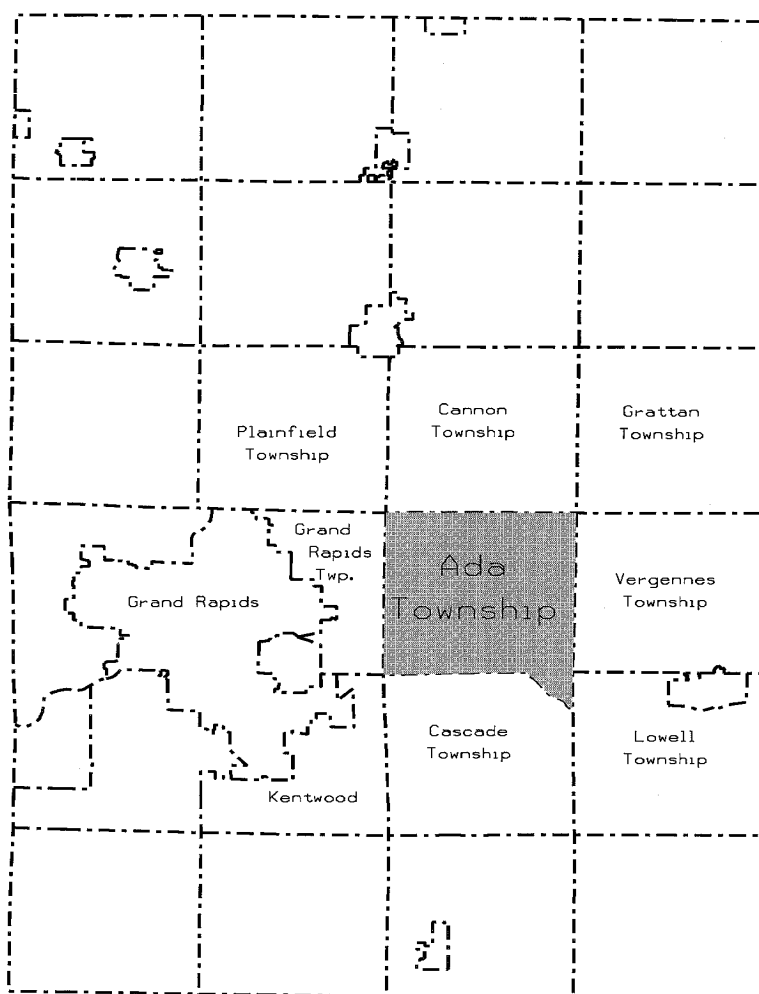 Cannon
Township
Grattan
Township
Plainfield
Township
Grand
Rapids
Twp.
Ada
Township
Vergennes
Township
Grand Rapids
Cascade
Township
Lowell
Township
Kentwood